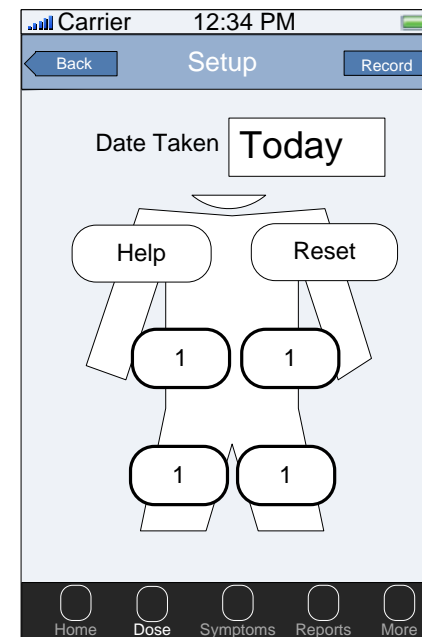 Carrier 12:34 PM
Back Setup Record
Date Taken Today
Help Reset
1 1
1 1
Home Dose Symptoms Reports More